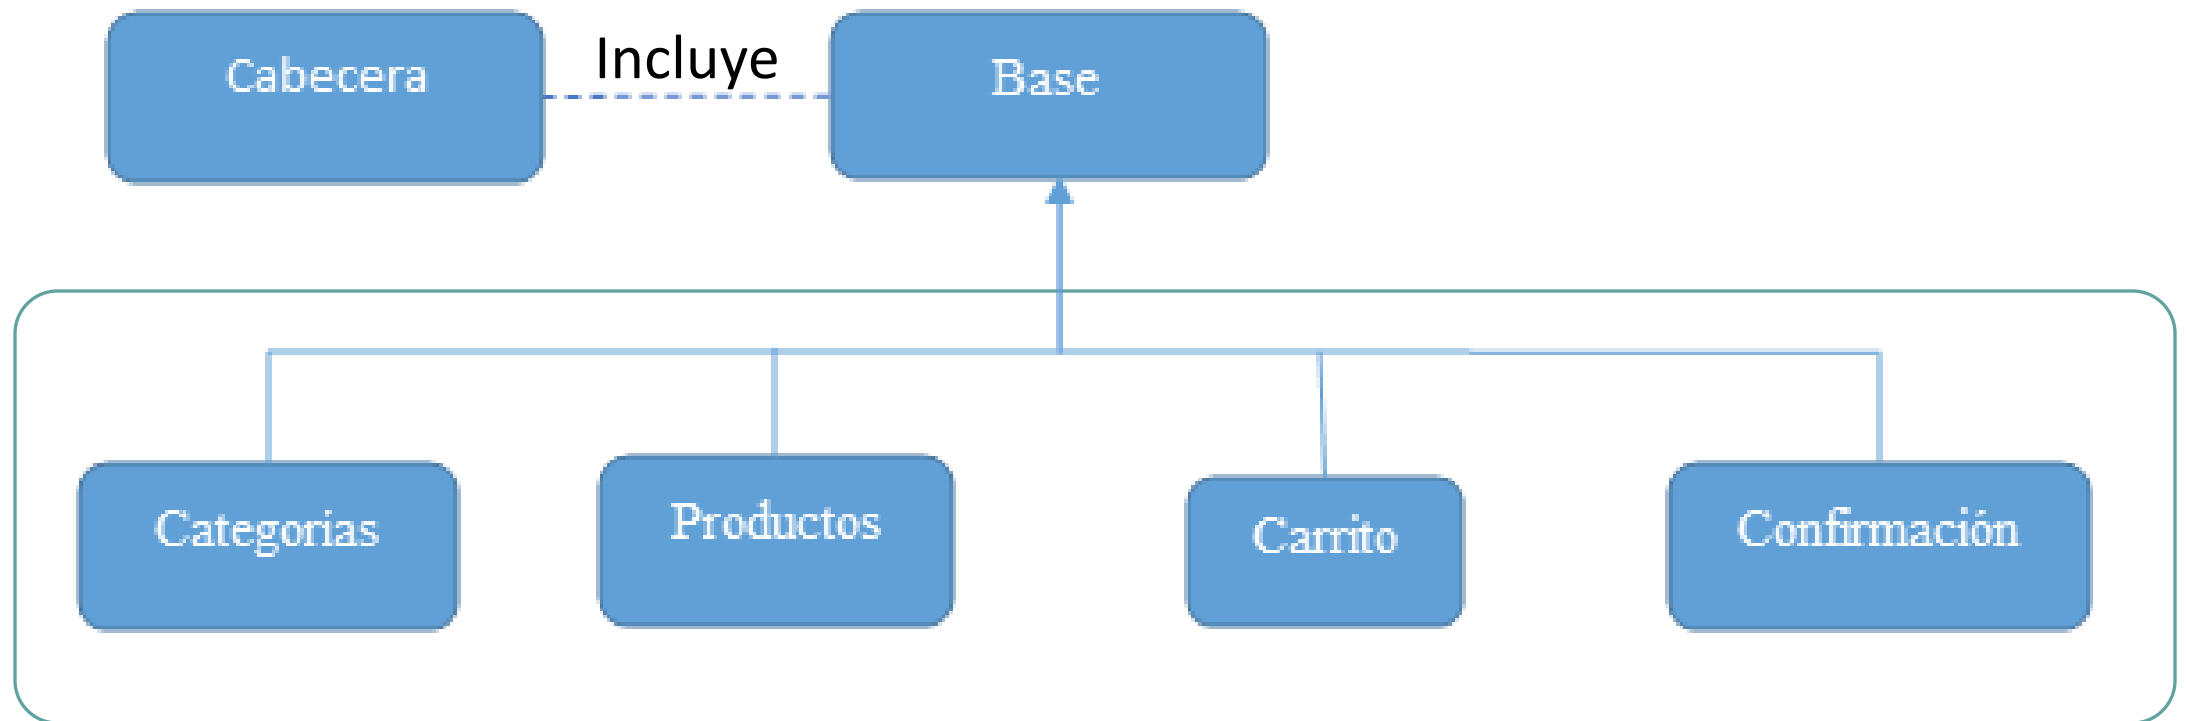 Cabecera
Incluye
Base
Categorias
Productos
Carrito
Confirmación